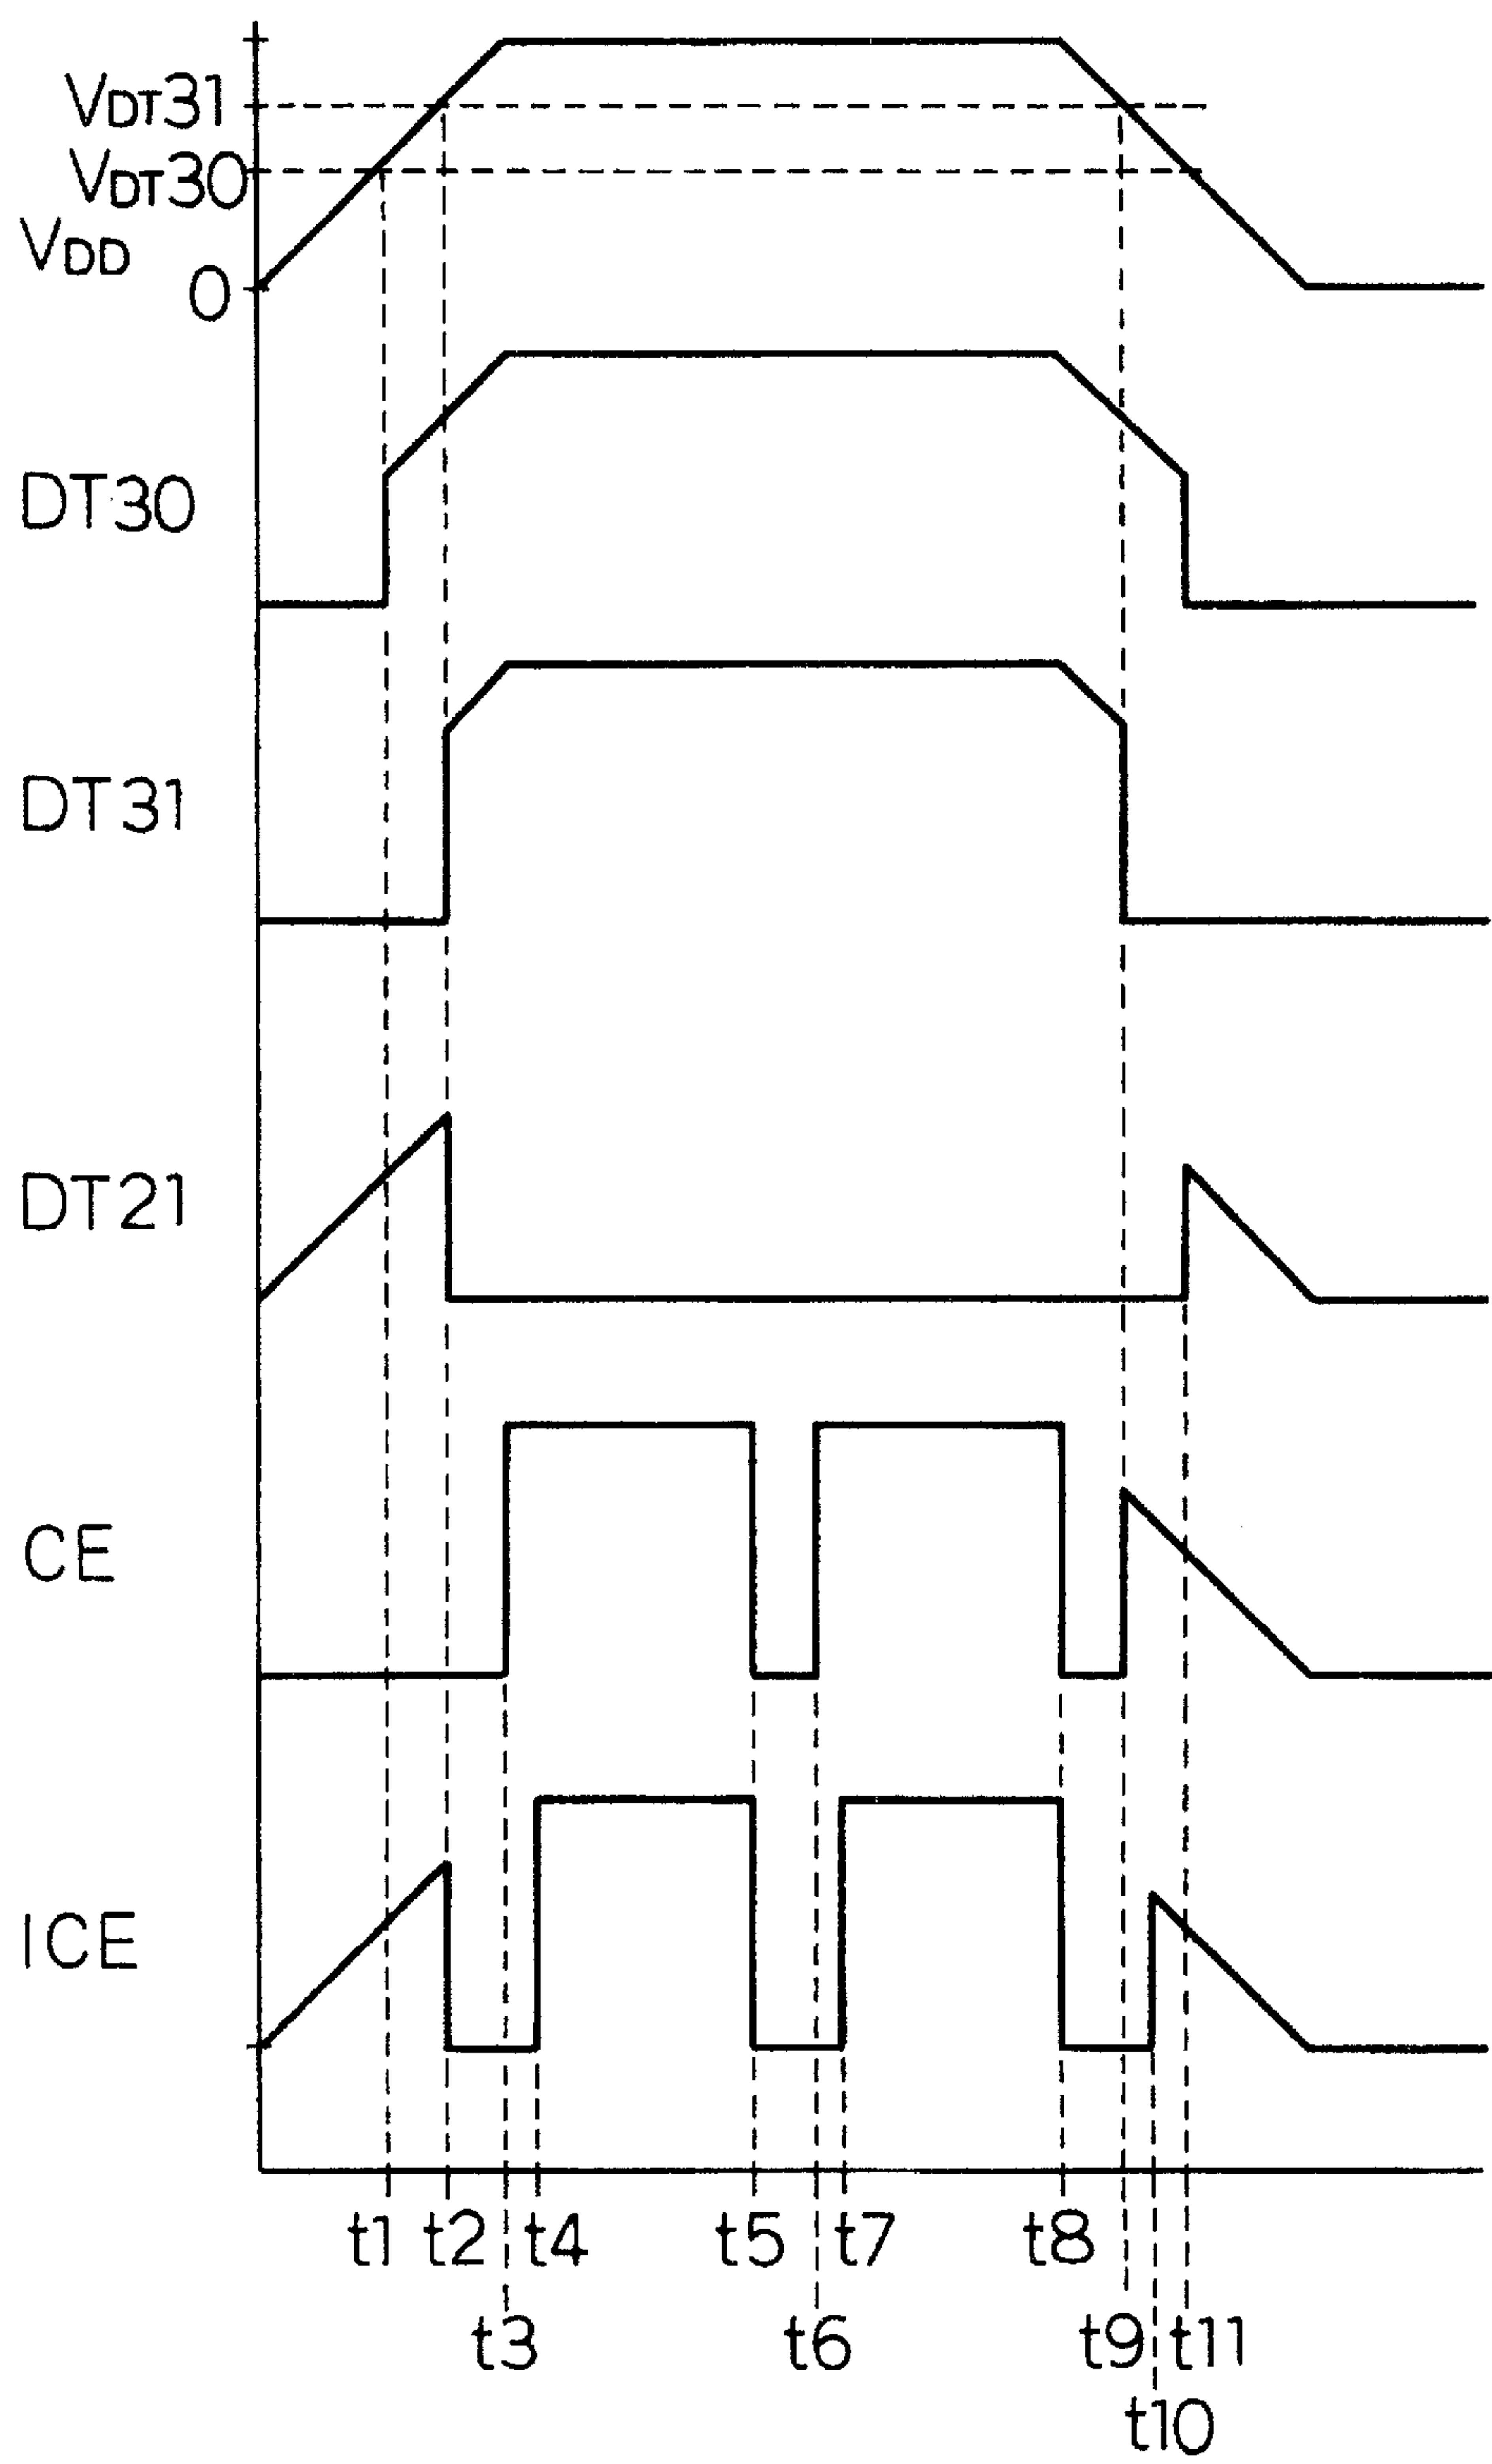 VDT31
VDT30
VDD
0
DT30
DT31
DT21
CE
ICE
t1 t2 t4 t5 t7 t8
t3 t6 t9 t11
t10